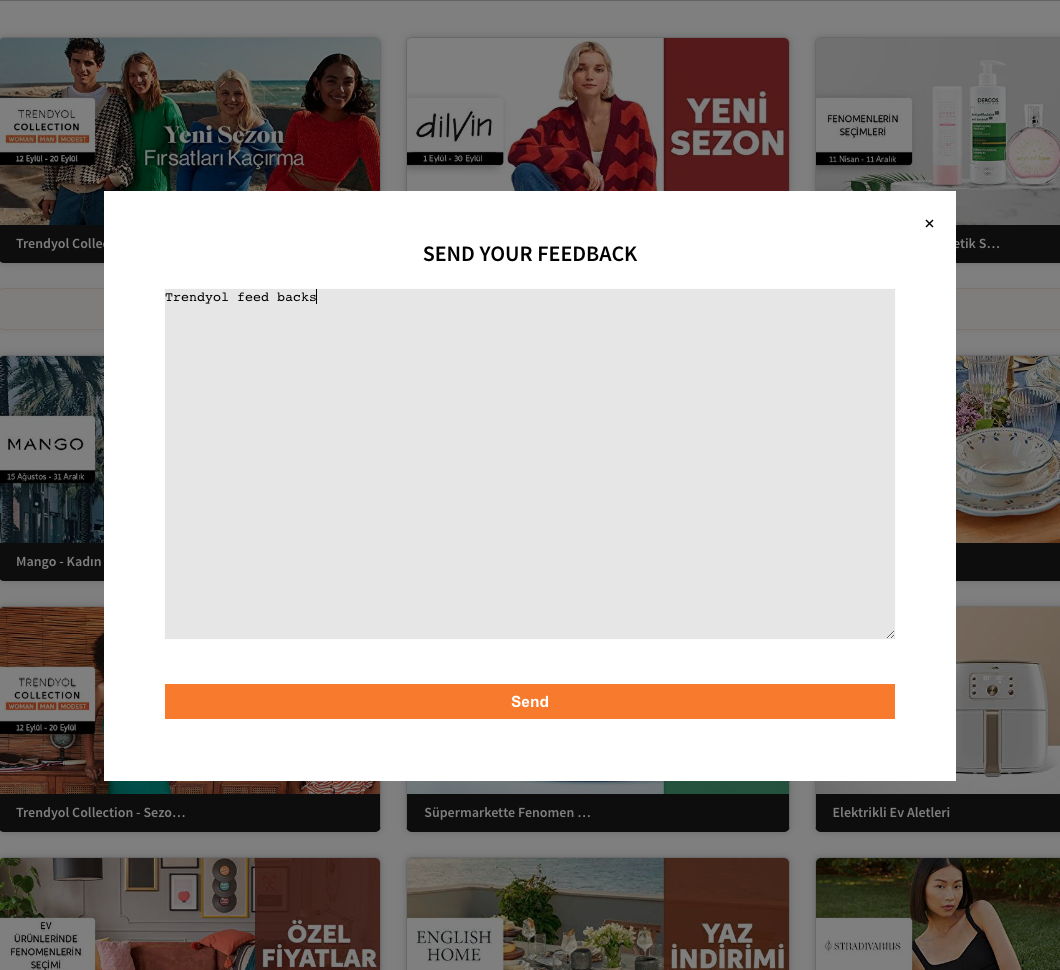 TRENDYOL
COLLECTION
WOMAN | MAN | MODEST
12 Eylül - 20 Eylül
Yeni Sezon
Fırsatları Kaçırma
dilvin
1 Eylül - 30 Eylül
YENİ
SEZON
FENOMENLERİN
SEÇİMLERİ
11 Nisan - 11 Aralık
DERCOS
Trendyol Colle
etik S…
×
SEND YOUR FEEDBACK
Trendyol feed backs
MANGO
15 Ağustos - 31 Aralık
Mango - Kadın
TRENDYOL
COLLECTION
WOMAN | MAN | MODEST
12 Eylül - 20 Eylül
Send
Trendyol Collection - Sezo…
Süpermarkette Fenomen …
Elektrikli Ev Aletleri
EV
ÜRÜNLERİNDE
FENOMENLERİN
SEÇİMİ
ÖZEL
FİYATLAR
ENGLISH
HOME
YAZ
İNDİRİMİ
STRADIVARIUS